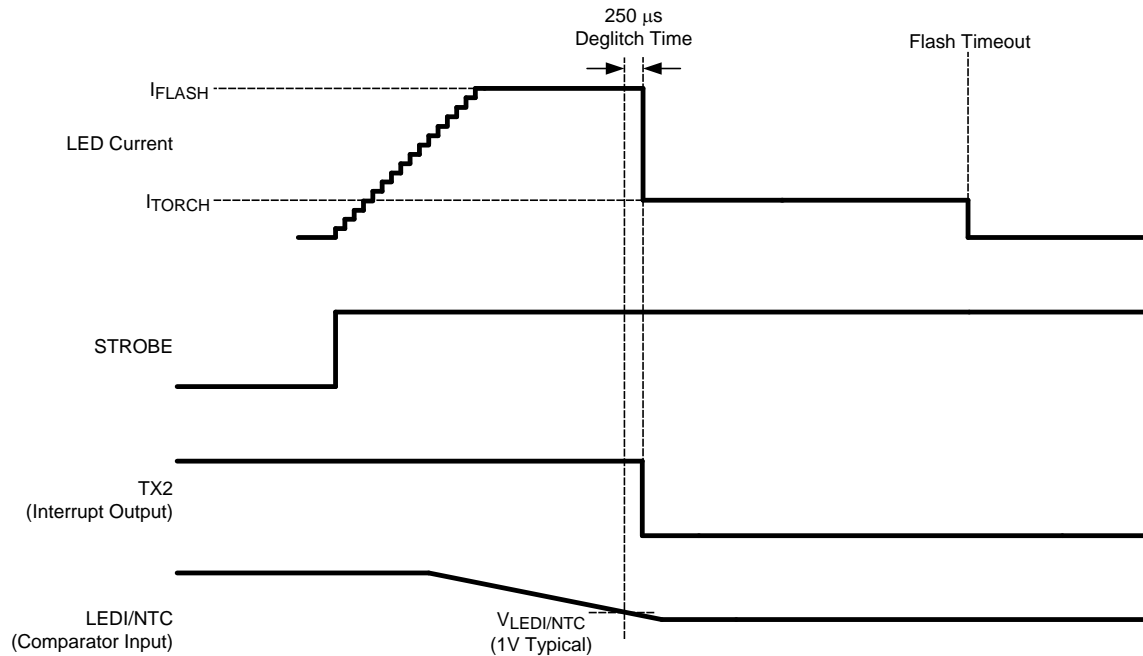 250 μs
Deglitch Time
Flash Timeout
IFLASH
LED Current
ITORCH
STROBE
TX2
(Interrupt Output)
LEDI/NTC
(Comparator Input)
VLEDI/NTC
(1V Typical)